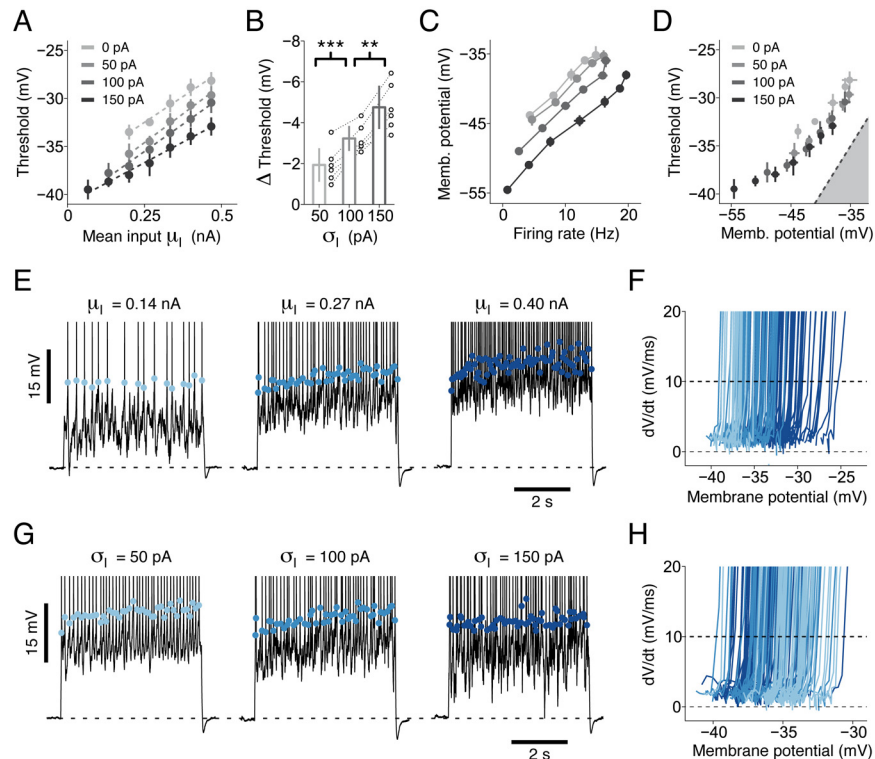 A
B
C
D
Threshold (mV)
−25
−30
−35
−40
0 pA
50 pA
100 pA
150 pA
0
0.25
0.5
Mean input μI (nA)
Δ Threshold (mV)
−8
−6
−4
−2
0
***
**
50
100
150
σI (pA)
Memb. potential (mV)
−35
−45
−55
0
10
20
Firing rate (Hz)
Threshold (mV)
−25
−30
−35
−40
0 pA
50 pA
100 pA
150 pA
−55
−45
−35
Memb. potential (mV)
E
F
μI = 0.14 nA
μI = 0.27 nA
μI = 0.40 nA
15 mV
2 s
dV/dt (mV/ms)
20
10
0
−40
−35
−30
−25
Membrane potential (mV)
G
H
σI = 50 pA
σI = 100 pA
σI = 150 pA
15 mV
2 s
dV/dt (mV/ms)
20
10
0
−40
−35
−30
Membrane potential (mV)